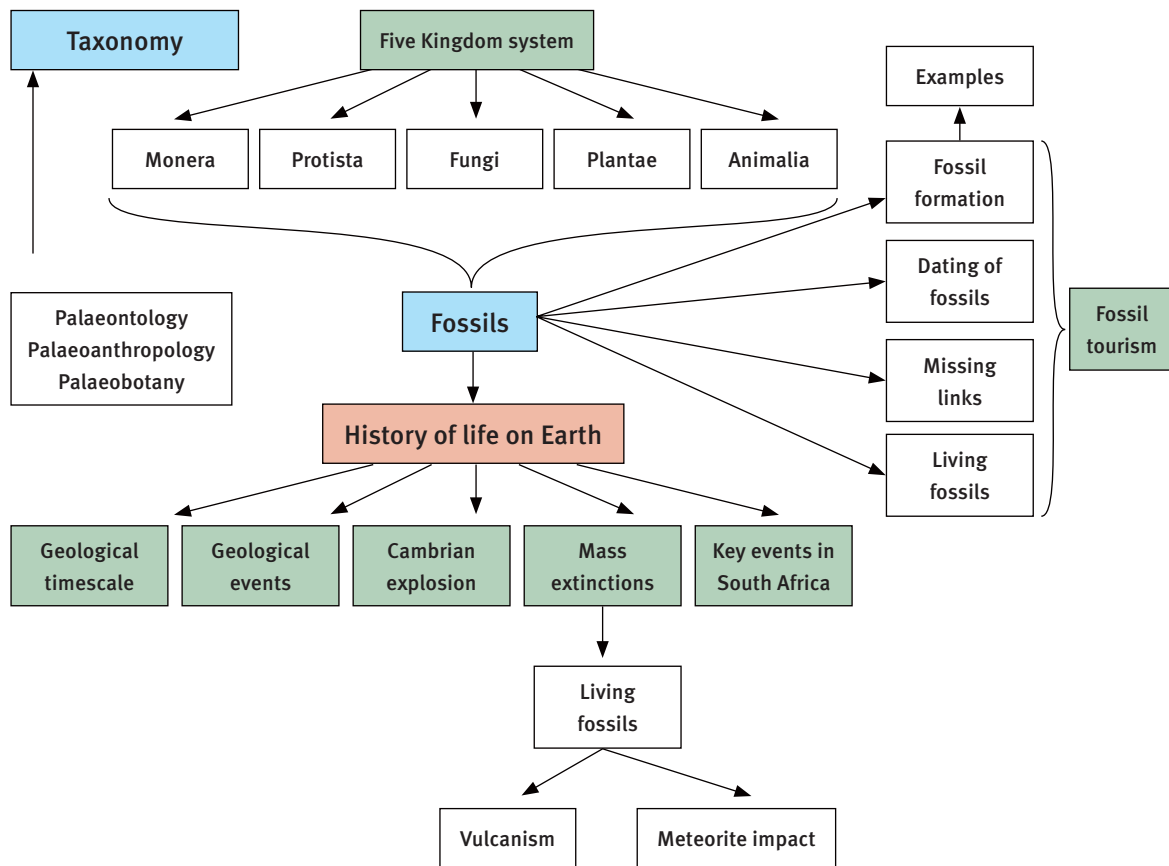 Taxonomy
Five Kingdom system
Examples
Monera
Protista
Fungi
Plantae
Animalia
Fossil
formation
Dating of
fossils
Palaeontology
Palaeoanthropology
Palaeobotany
Fossils
Fossil
tourism
Missing
links
History of life on Earth
Living
fossils
Geological
timescale
Geological
events
Cambrian
explosion
Mass
extinctions
Key events in
South Africa
Living
fossils
Vulcanism
Meteorite impact